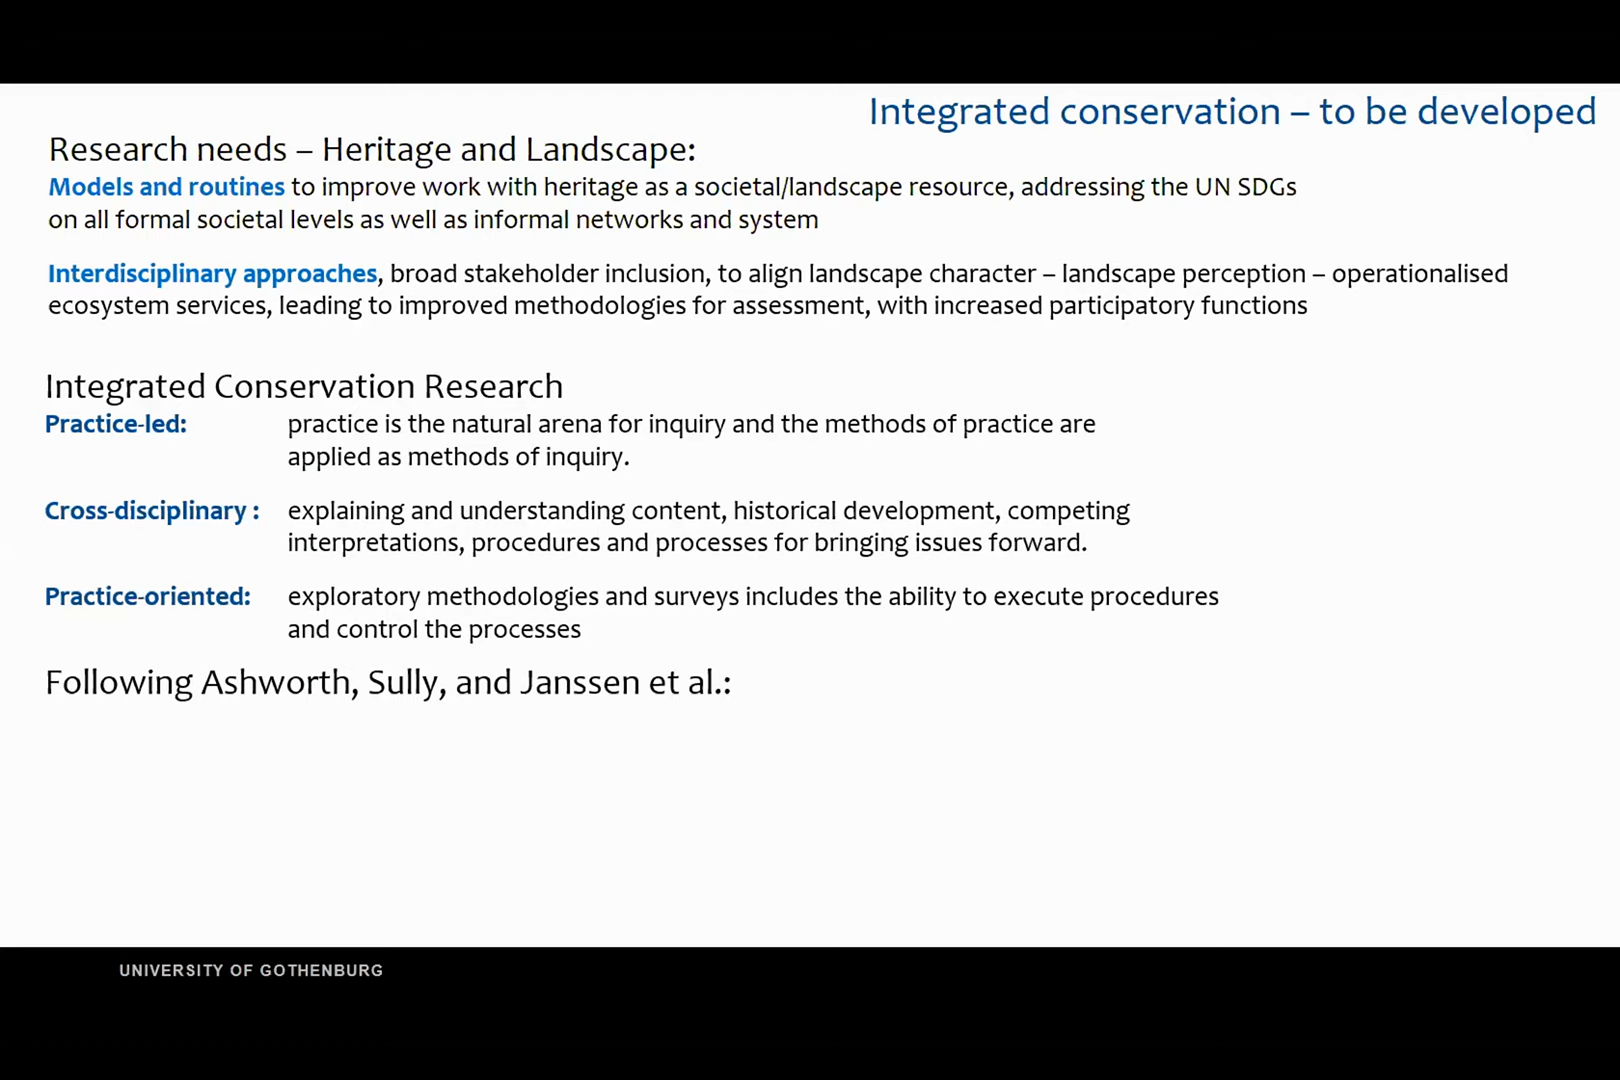 Integrated conservation – to be developed
Research needs – Heritage and Landscape:
Models and routines to improve work with heritage as a societal/landscape resource, addressing the UN SDGs
on all formal societal levels as well as informal networks and system
Interdisciplinary approaches, broad stakeholder inclusion, to align landscape character – landscape perception – operationalised
ecosystem services, leading to improved methodologies for assessment, with increased participatory functions
Integrated Conservation Research
Practice-led: practice is the natural arena for inquiry and the methods of practice are
applied as methods of inquiry.
Cross-disciplinary : explaining and understanding content, historical development, competing
interpretations, procedures and processes for bringing issues forward.
Practice-oriented: exploratory methodologies and surveys includes the ability to execute procedures
and control the processes
Following Ashworth, Sully, and Janssen et al.:
UNIVERSITY OF GOTHENBURG